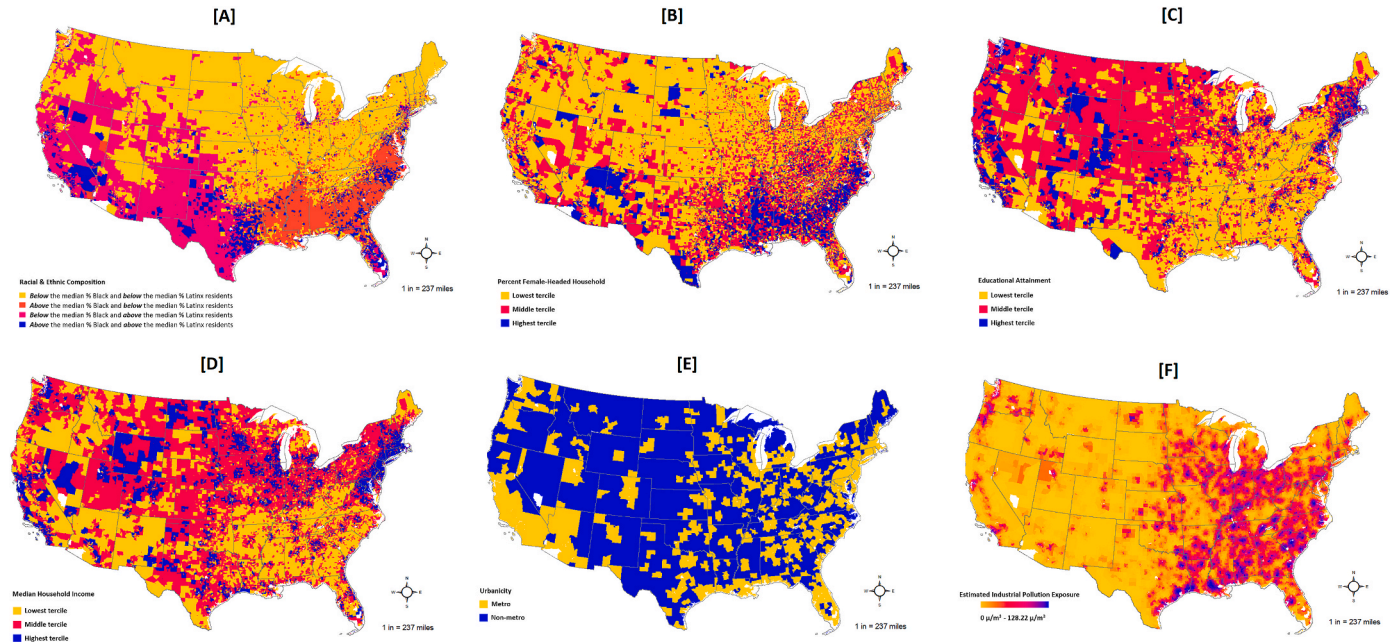 [A]
N
W E
S
Racial & Ethnic Composition
Below the median % Black and below the median % Latinx residents
Above the median % Black and below the median % Latinx residents
Below the median % Black and above the median % Latinx residents
Above the median % Black and above the median % Latinx residents
1 in = 237 miles
[B]
N
W E
S
Percent Female-Headed Household
Lowest tercile
Middle tercile
Highest tercile
1 in = 237 miles
[C]
N
W E
S
Educational Attainment
Lowest tercile
Middle tercile
Highest tercile
1 in = 237 miles
[D]
N
W E
S
Median Household Income
Lowest tercile
Middle tercile
Highest tercile
1 in = 237 miles
[E]
N
W E
S
Urbanicity
Metro
Non-metro
1 in = 237 miles
[F]
N
W E
S
Estimated Industrial Pollution Exposure
0 µ/m³ - 128.22 µ/m³
1 in = 237 miles